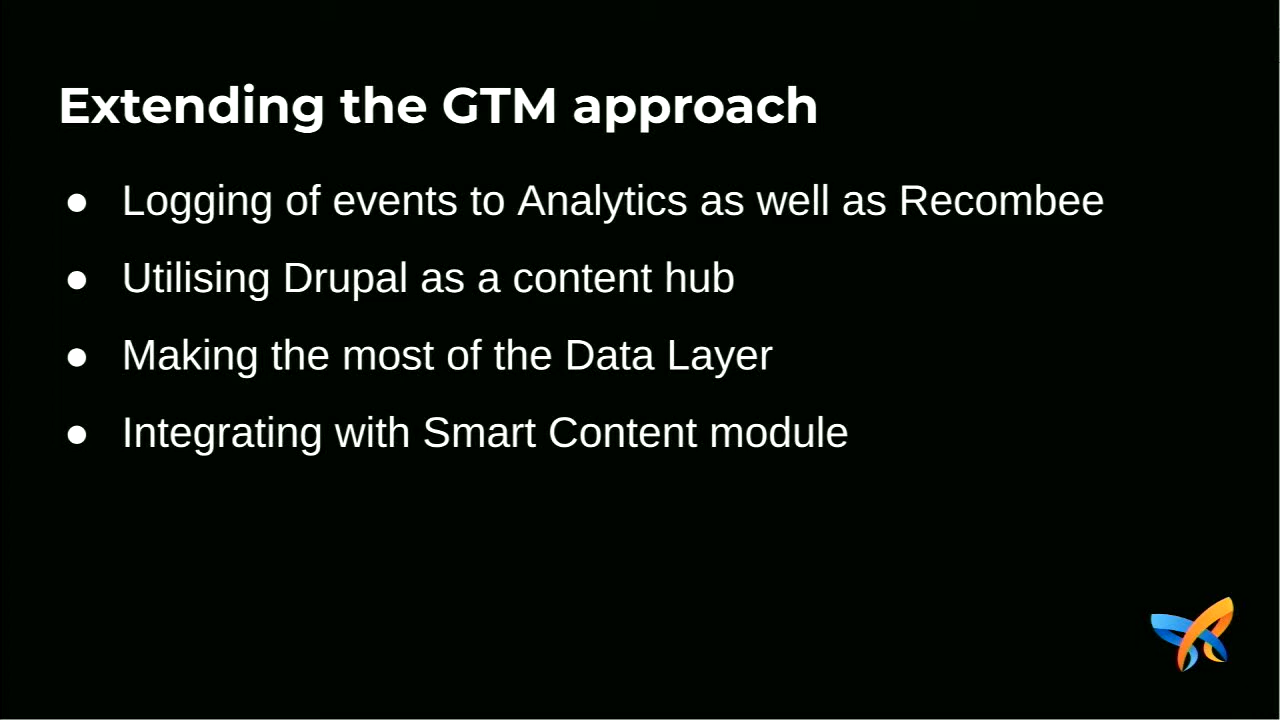 Extending the GTM approach
● Logging of events to Analytics as well as Recombee
● Utilising Drupal as a content hub
● Making the most of the Data Layer
● Integrating with Smart Content module